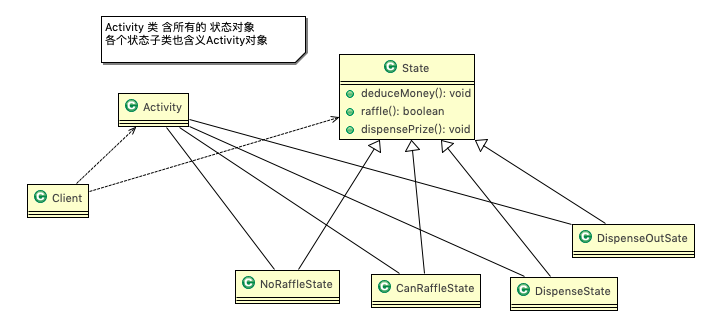 Activity 类 含所有的 状态对象
各个状态子类也含义Activity对象
C State
deduceMoney(): void
raffle(): boolean
dispensePrize(): void
C Activity
C Client
C DispenseOutSate
C NoRaffleState
C CanRaffleState
C DispenseState